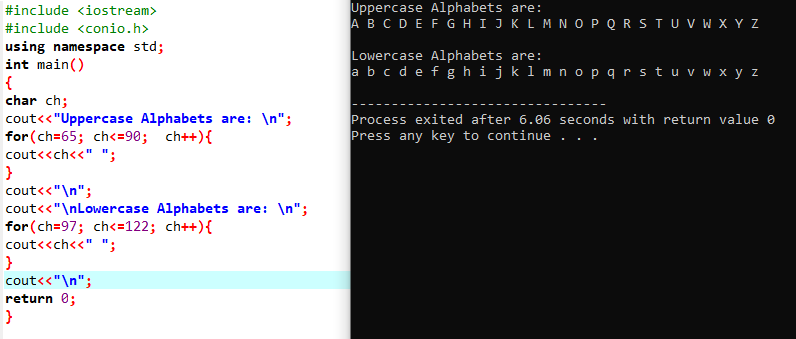 #include <iostream>
#include <conio.h>
using namespace std;
int main()
{
char ch;
cout<<"Uppercase Alphabets are: \n";
for(ch=65; ch<=90;  ch++){
cout<<ch<<" ";
}
cout<<"\n";
cout<<"\nLowercase Alphabets are: \n";
for(ch=97; ch<=122; ch++){
cout<<ch<<" ";
}
cout<<"\n";
return 0;
}
Uppercase Alphabets are:
A B C D E F G H I J K L M N O P Q R S T U V W X Y Z
Lowercase Alphabets are:
a b c d e f g h i j k l m n o p q r s t u v w x y z
--------------------------------
Process exited after 6.06 seconds with return value 0
Press any key to continue . . .